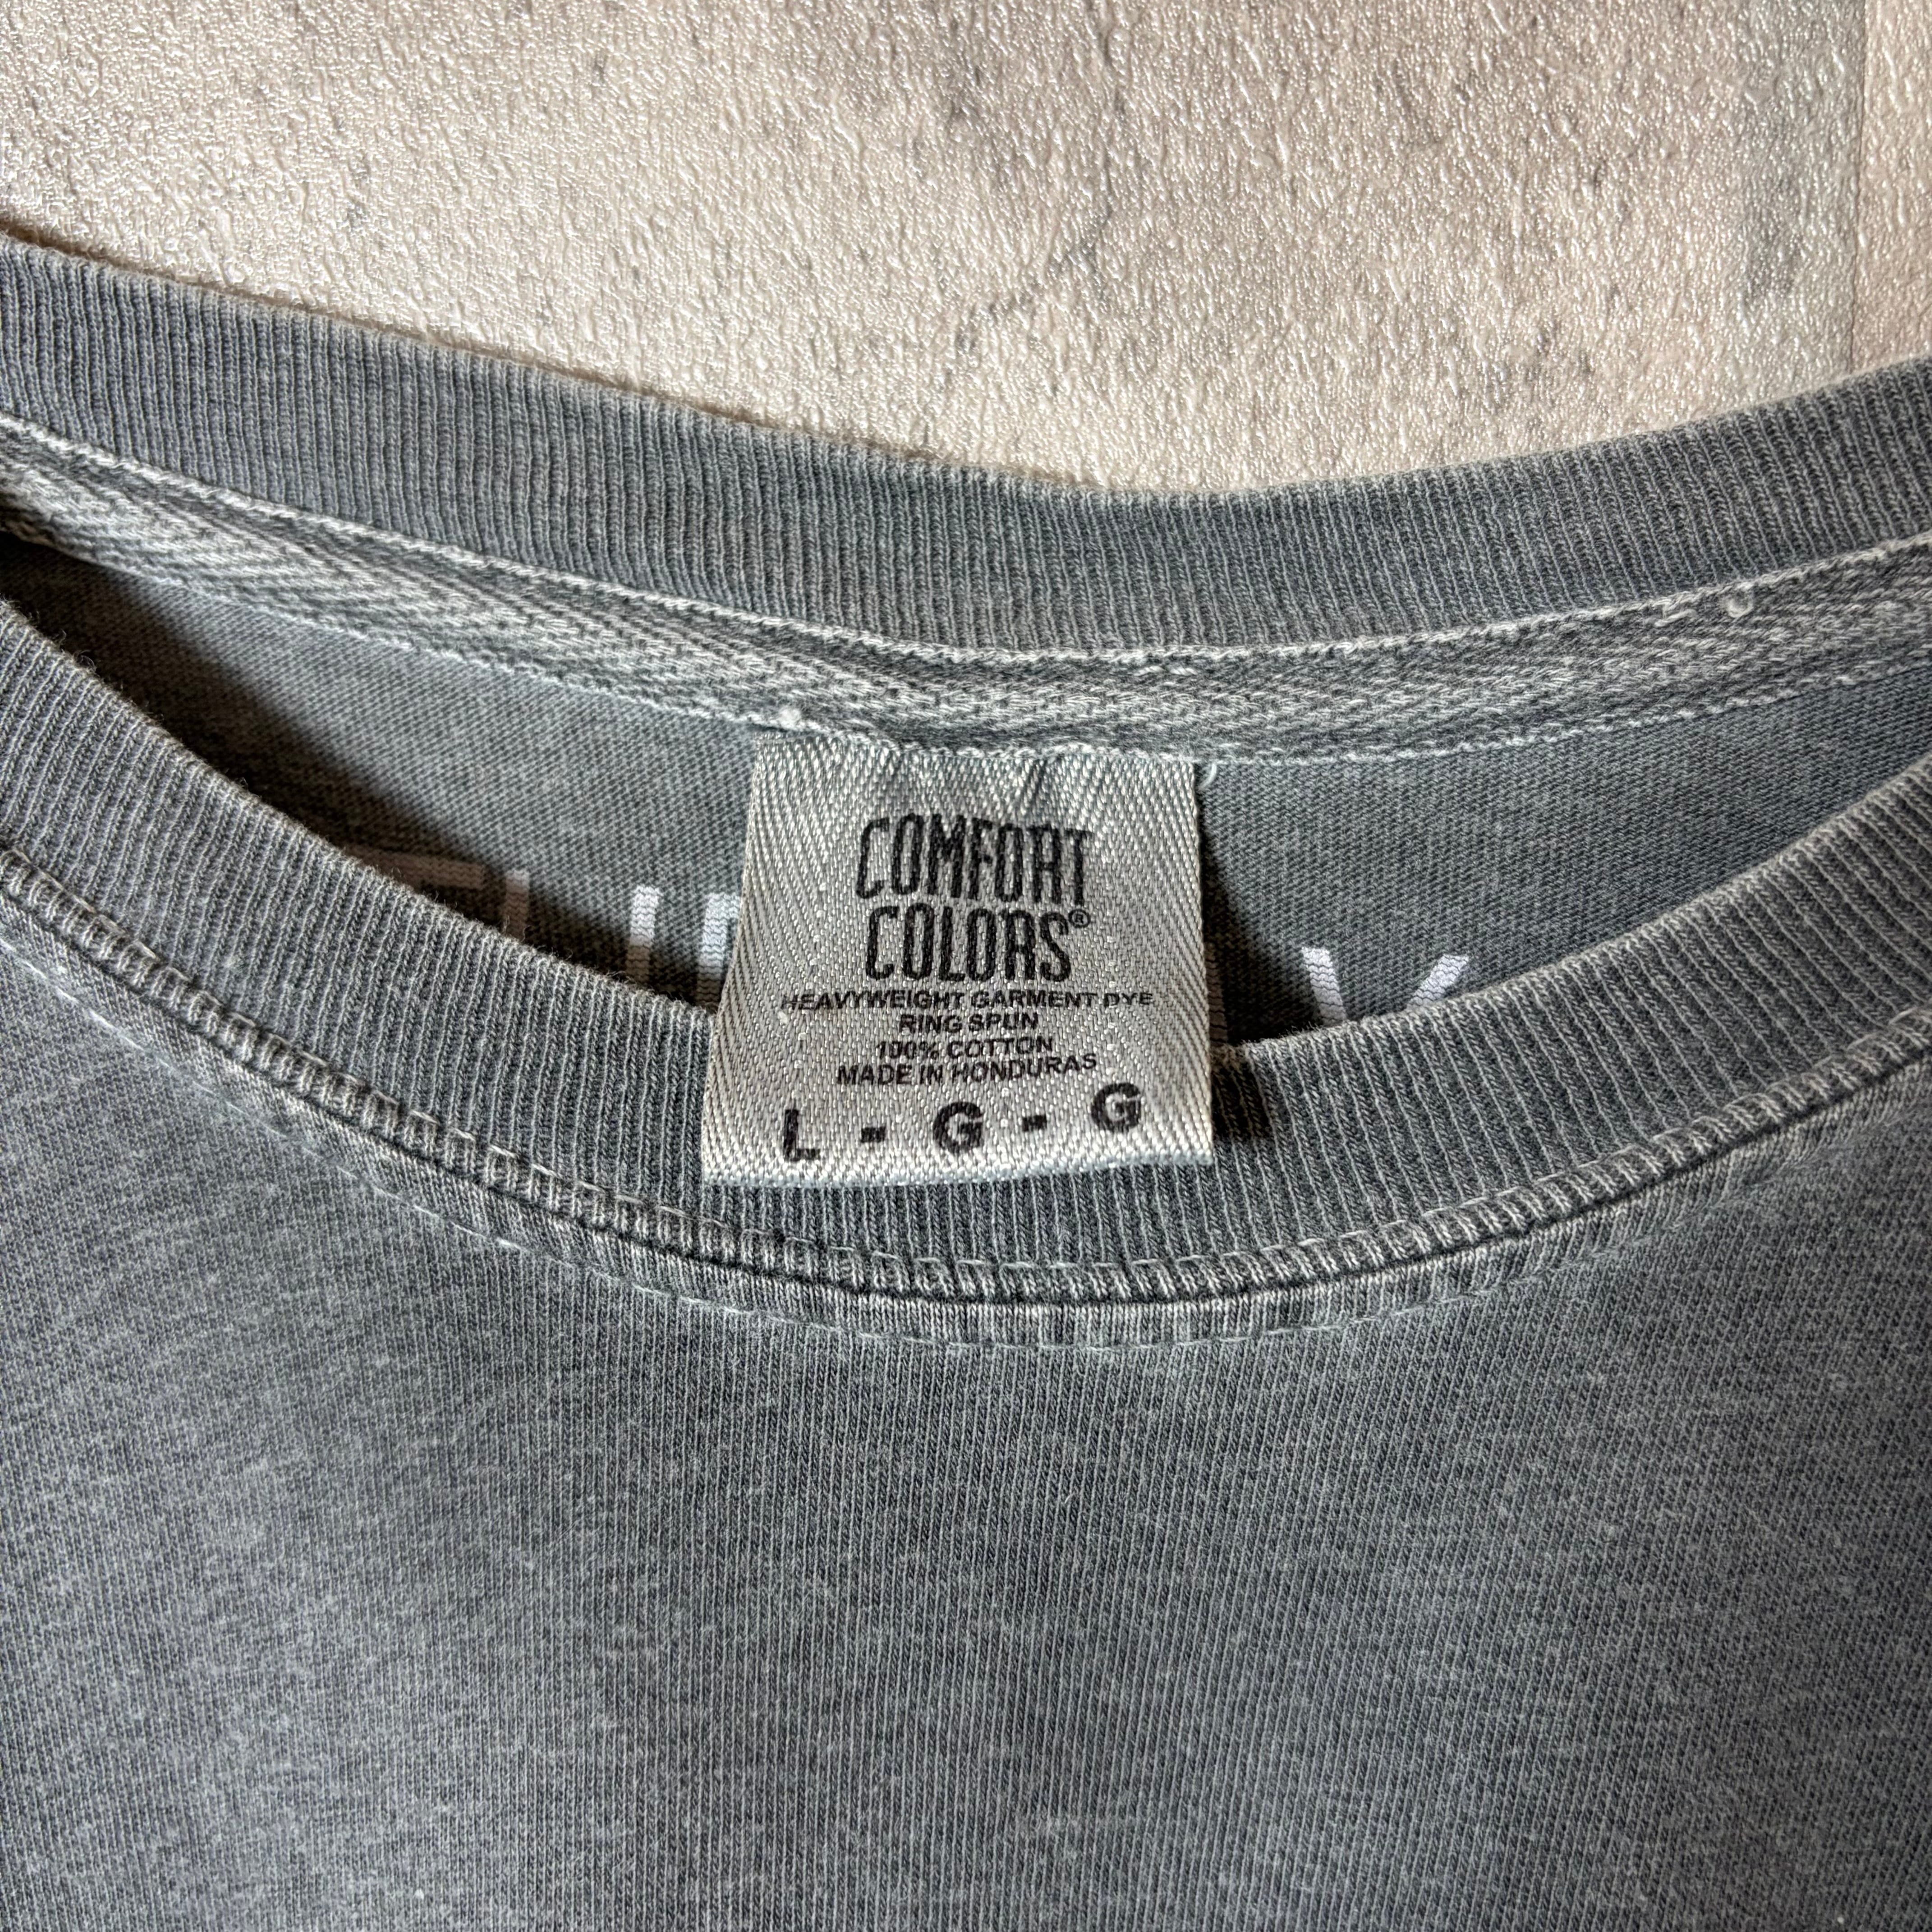 COMFORT
COLORS®
HEAVYWEIGHT GARMENT DYE
RING SPUN
100% COTTON
MADE IN HONDURAS
L - G - G